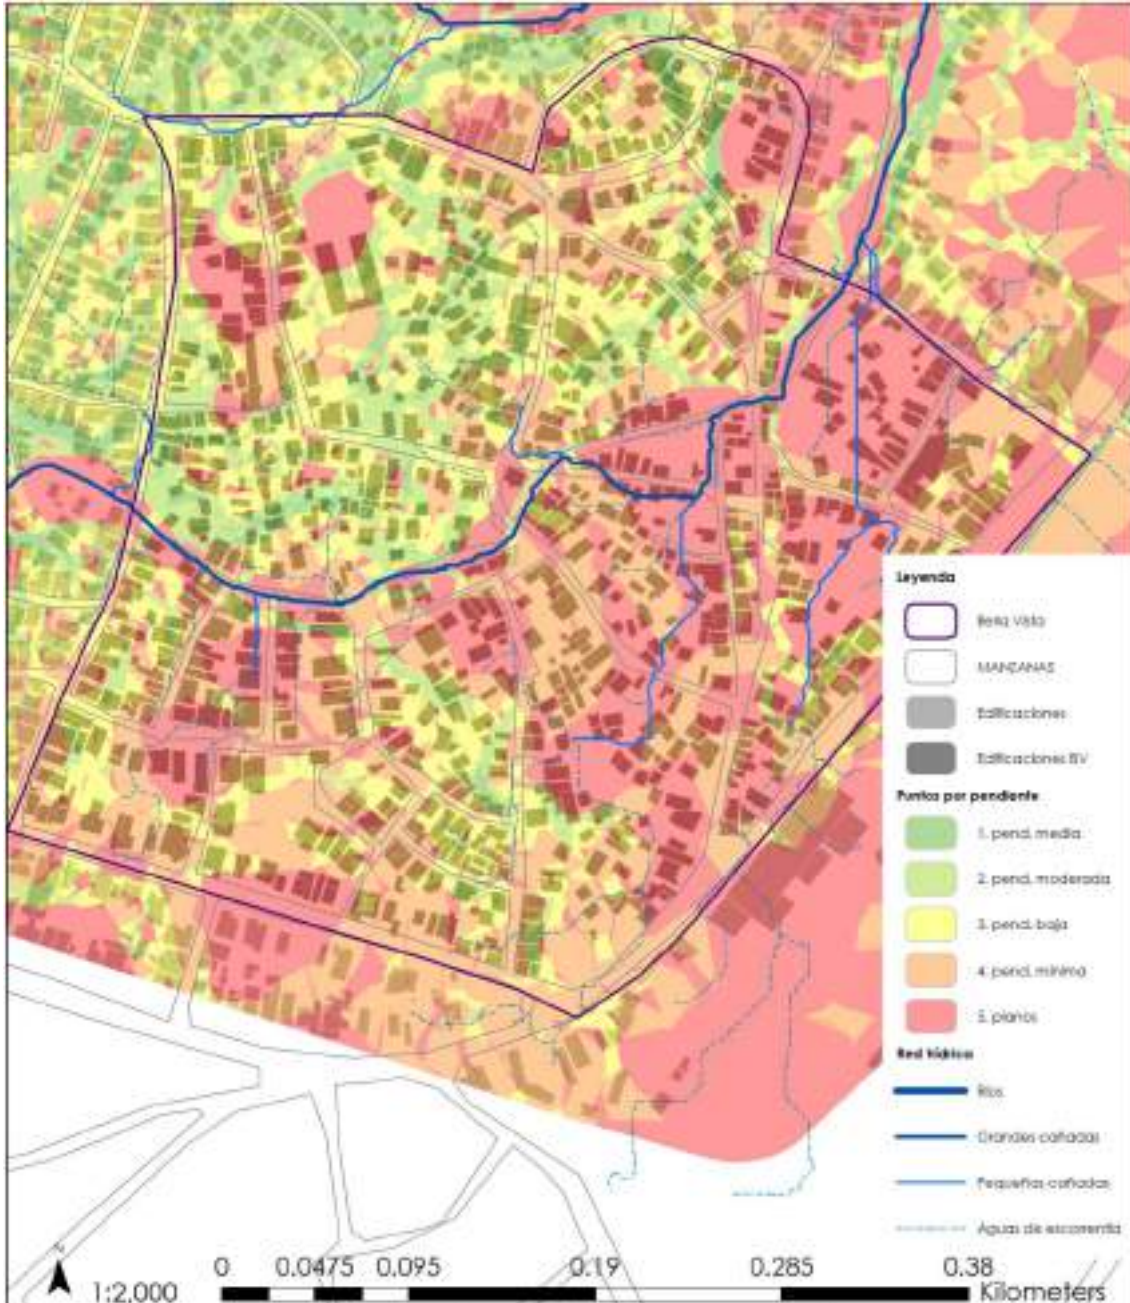 Leyenda
Bella Vista
MANZANAS
Edificaciones
Edificaciones BV
Puntos por pendiente
1. pend. media
2. pend. moderada
3. pend. baja
4. pend. mínima
5. planos
Red hídrica
Ríos
Grandes cañadas
Pequeñas cañadas
Aguas de escorrentía
N
0 0.0475 0.095 0.19 0.285 0.38
1:2,000 Kilometers